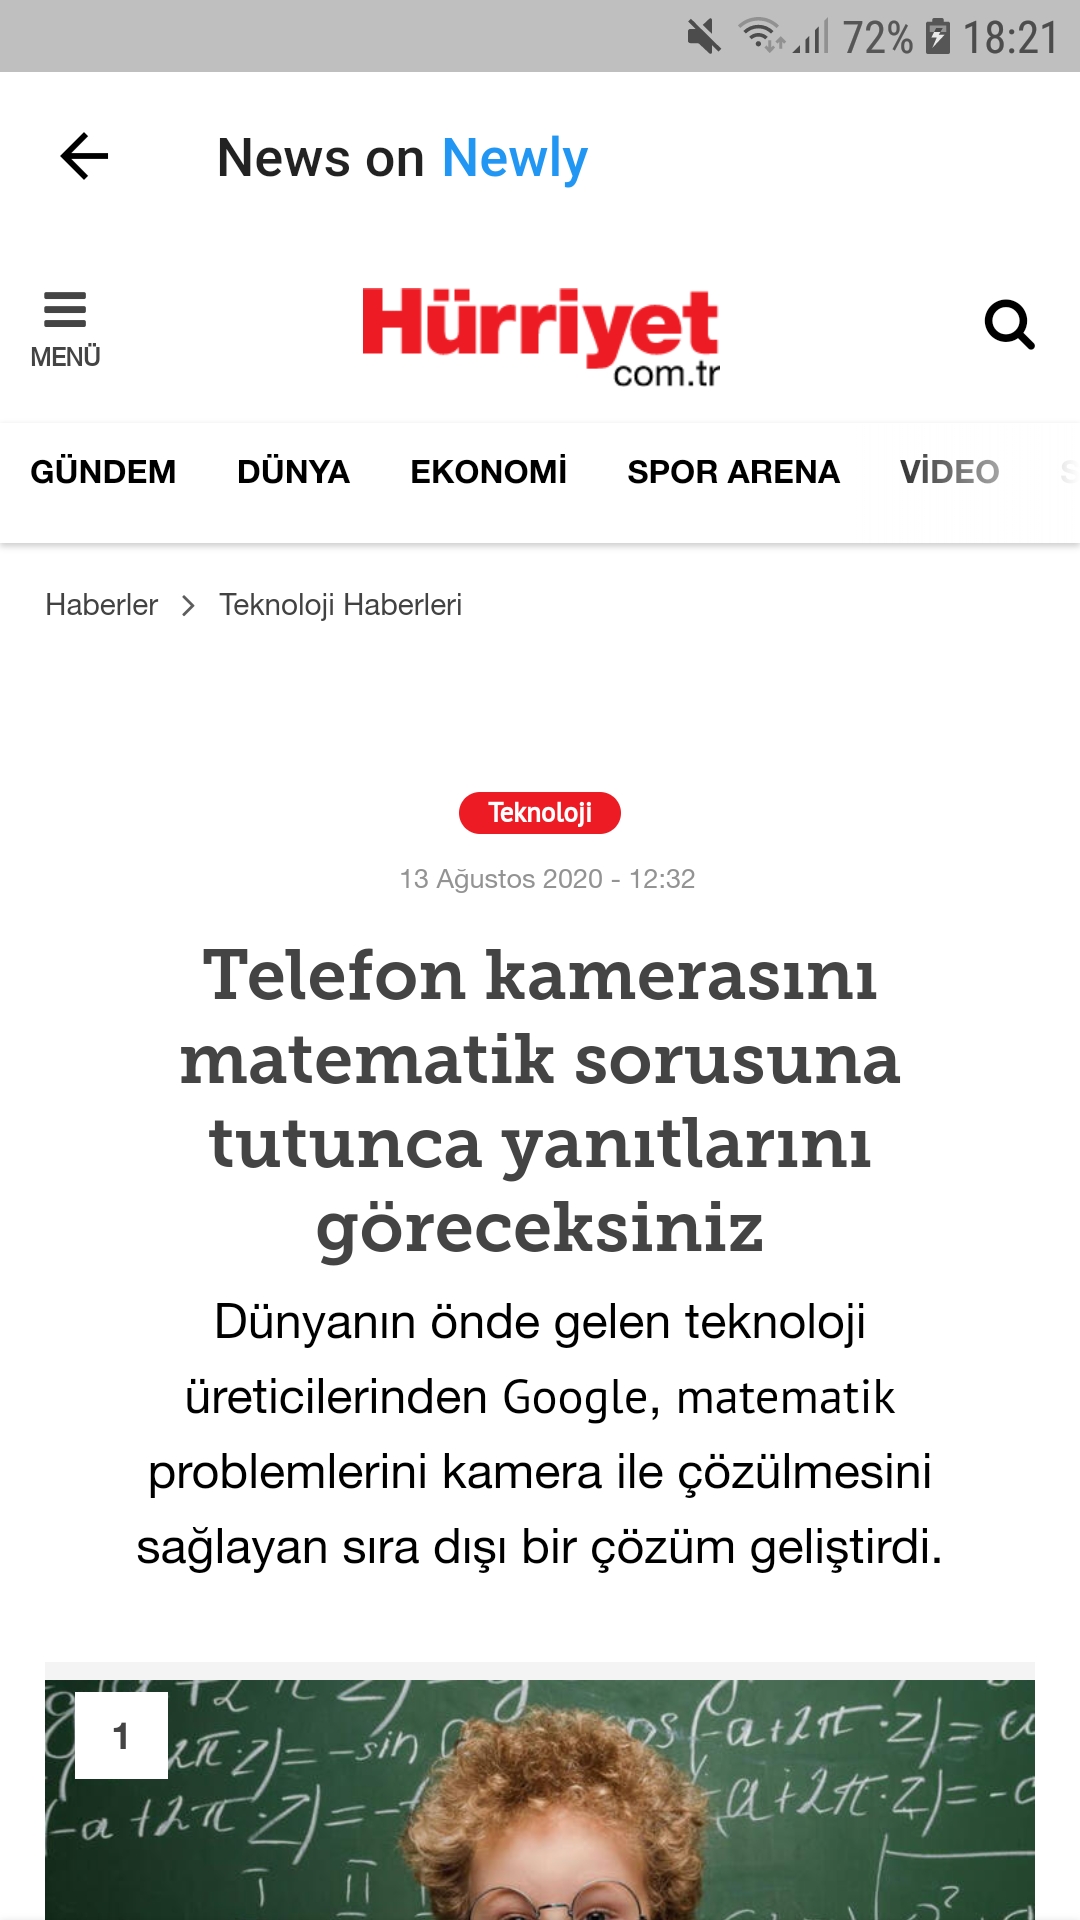 72% 18:21
News on Newly
MENÜ
Hürriyet
com.tr
GÜNDEM DÜNYA EKONOMİ SPOR ARENA VİDEO S
Haberler > Teknoloji Haberleri
Teknoloji
13 Ağustos 2020 - 12:32
Telefon kamerasını
matematik sorusuna
tutunca yanıtlarını
göreceksiniz
Dünyanın önde gelen teknoloji
üreticilerinden Google, matematik
problemlerini kamera ile çözülmesini
sağlayan sıra dışı bir çözüm geliştirdi.
1